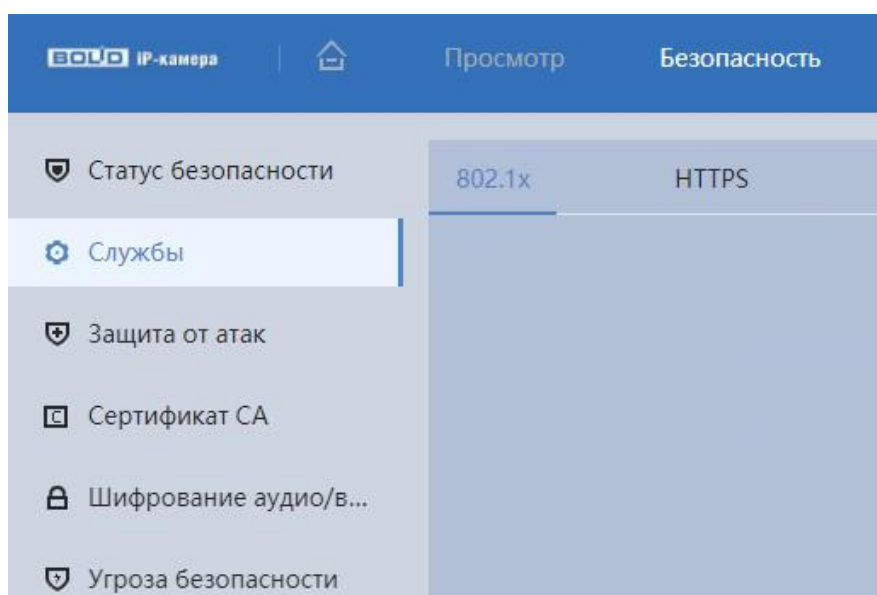 BOLID IP-камера Просмотр Безопасность
Статус безопасности
802.1x HTTPS
Службы
Защита от атак
Сертификат CA
Шифрование аудио/в...
Угроза безопасности